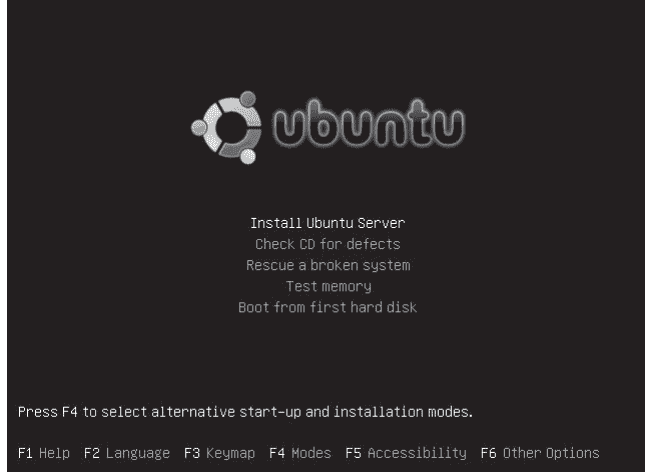 ubuntu
Install Ubuntu Server
Check CD for defects
Rescue a broken system
Test memory
Boot from first hard disk
Press F4 to select alternative start-up and installation modes.
F1 Help F2 Language F3 Keymap F4 Modes F5 Accessibility F6 Other Options